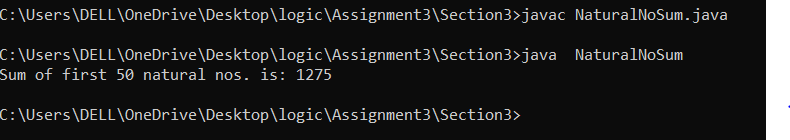 C:\Users\DELL\OneDrive\Desktop\logic\Assignment3\Section3>javac NaturalNoSum.java
C:\Users\DELL\OneDrive\Desktop\logic\Assignment3\Section3>java  NaturalNoSum
Sum of first 50 natural nos. is: 1275
C:\Users\DELL\OneDrive\Desktop\logic\Assignment3\Section3>